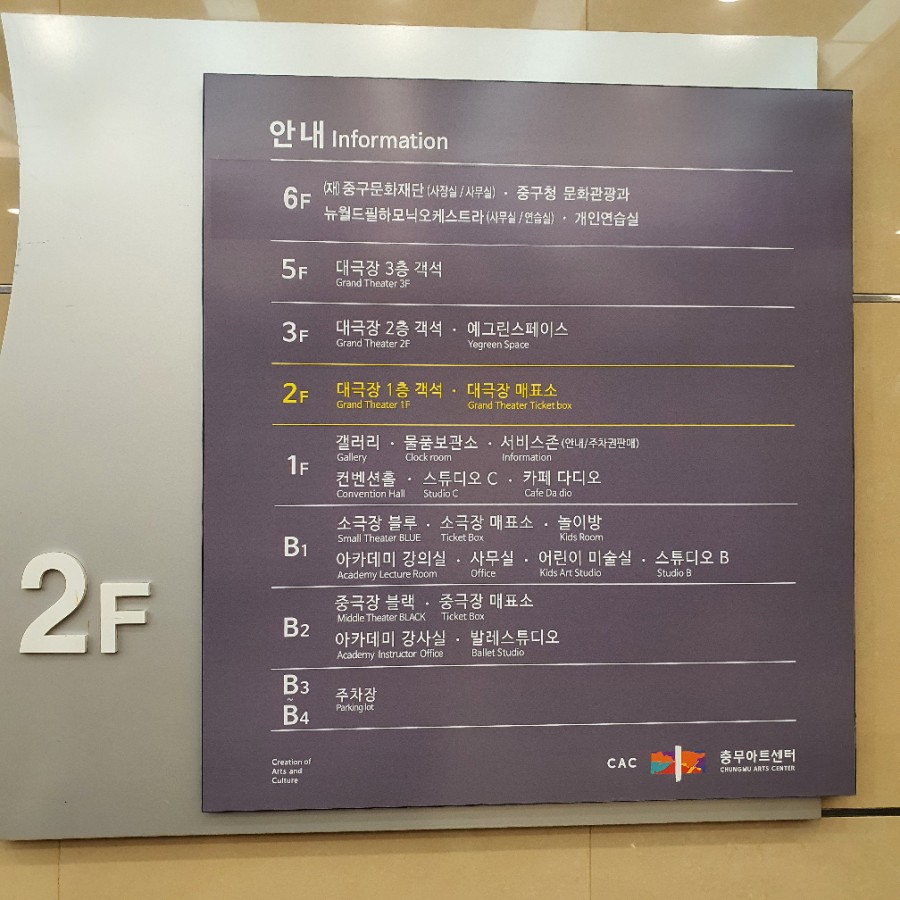 안내 Information
6F
㈶중구문화재단(사장실/사무실) · 중구청 문화관광과
뉴월드필하모닉오케스트라(사무실/연습실) · 개인연습실
5F
대극장 3층 객석
Grand Theater 3F
3F
대극장 2층 객석 · 예그린스페이스
Grand Theater 2F Yegreen Space
2F
대극장 1층 객석 · 대극장 매표소
Grand Theater 1F Grand Theater Ticket box
1F
갤러리 · 물품보관소 · 서비스존(안내/주차권판매)
Gallery Clock room Information
컨벤션홀 · 스튜디오 C · 카페 다디오
Convention Hall Studio C Cafe Da dio
B1
소극장 블루 · 소극장 매표소 · 놀이방
Small Theater BLUE Ticket Box Kids Room
아카데미 강의실 · 사무실 · 어린이 미술실 · 스튜디오 B
Academy Lecture Room Office Kids Art Studio Studio B
B2
중극장 블랙 · 중극장 매표소
Middle Theater BLACK Ticket Box
아카데미 강사실 · 발레스튜디오
Academy Instructor Office Ballet Studio
B3
~
B4
주차장
Parking lot
Creation of
Arts and
Culture
CAC 충무아트센터
CHUNGMU ARTS CENTER
2F